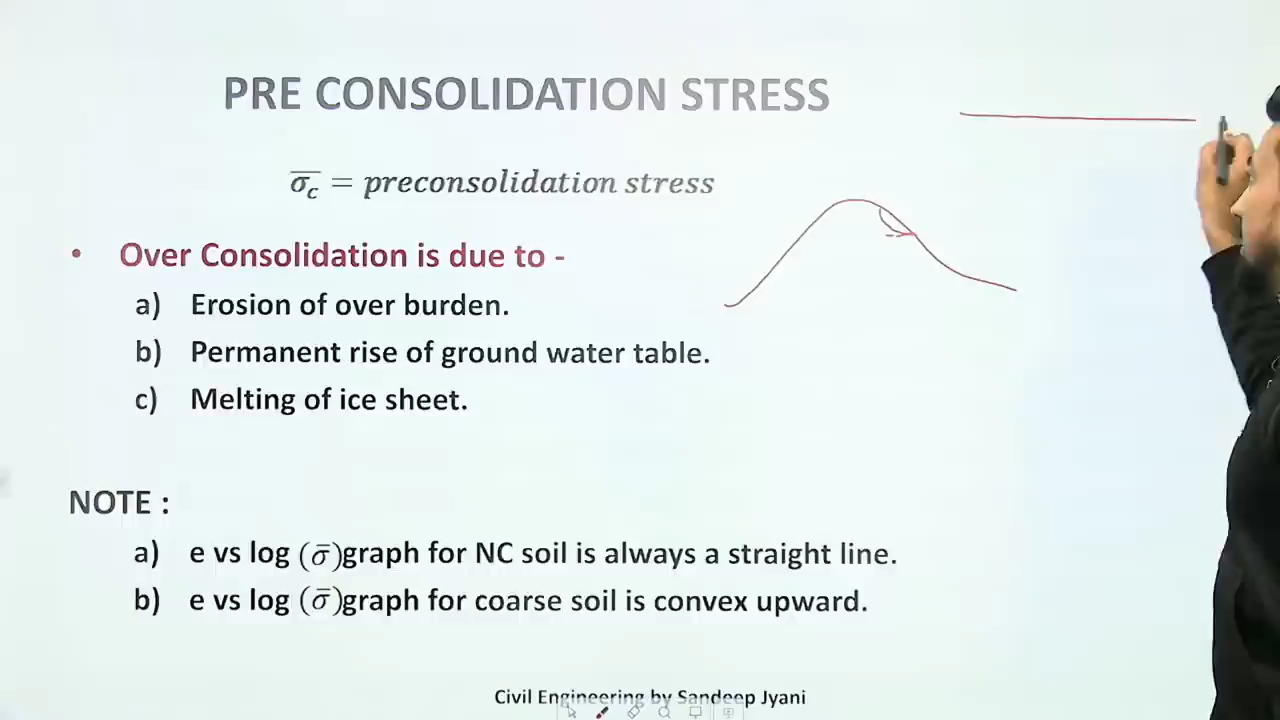 PRE CONSOLIDATION STRESS
σ̅c = preconsolidation stress
• Over Consolidation is due to -
a) Erosion of over burden.
b) Permanent rise of ground water table.
c) Melting of ice sheet.
NOTE :
a) e vs log (σ̅)graph for NC soil is always a straight line.
b) e vs log (σ̅)graph for coarse soil is convex upward.
Civil Engineering by Sandeep Jyani